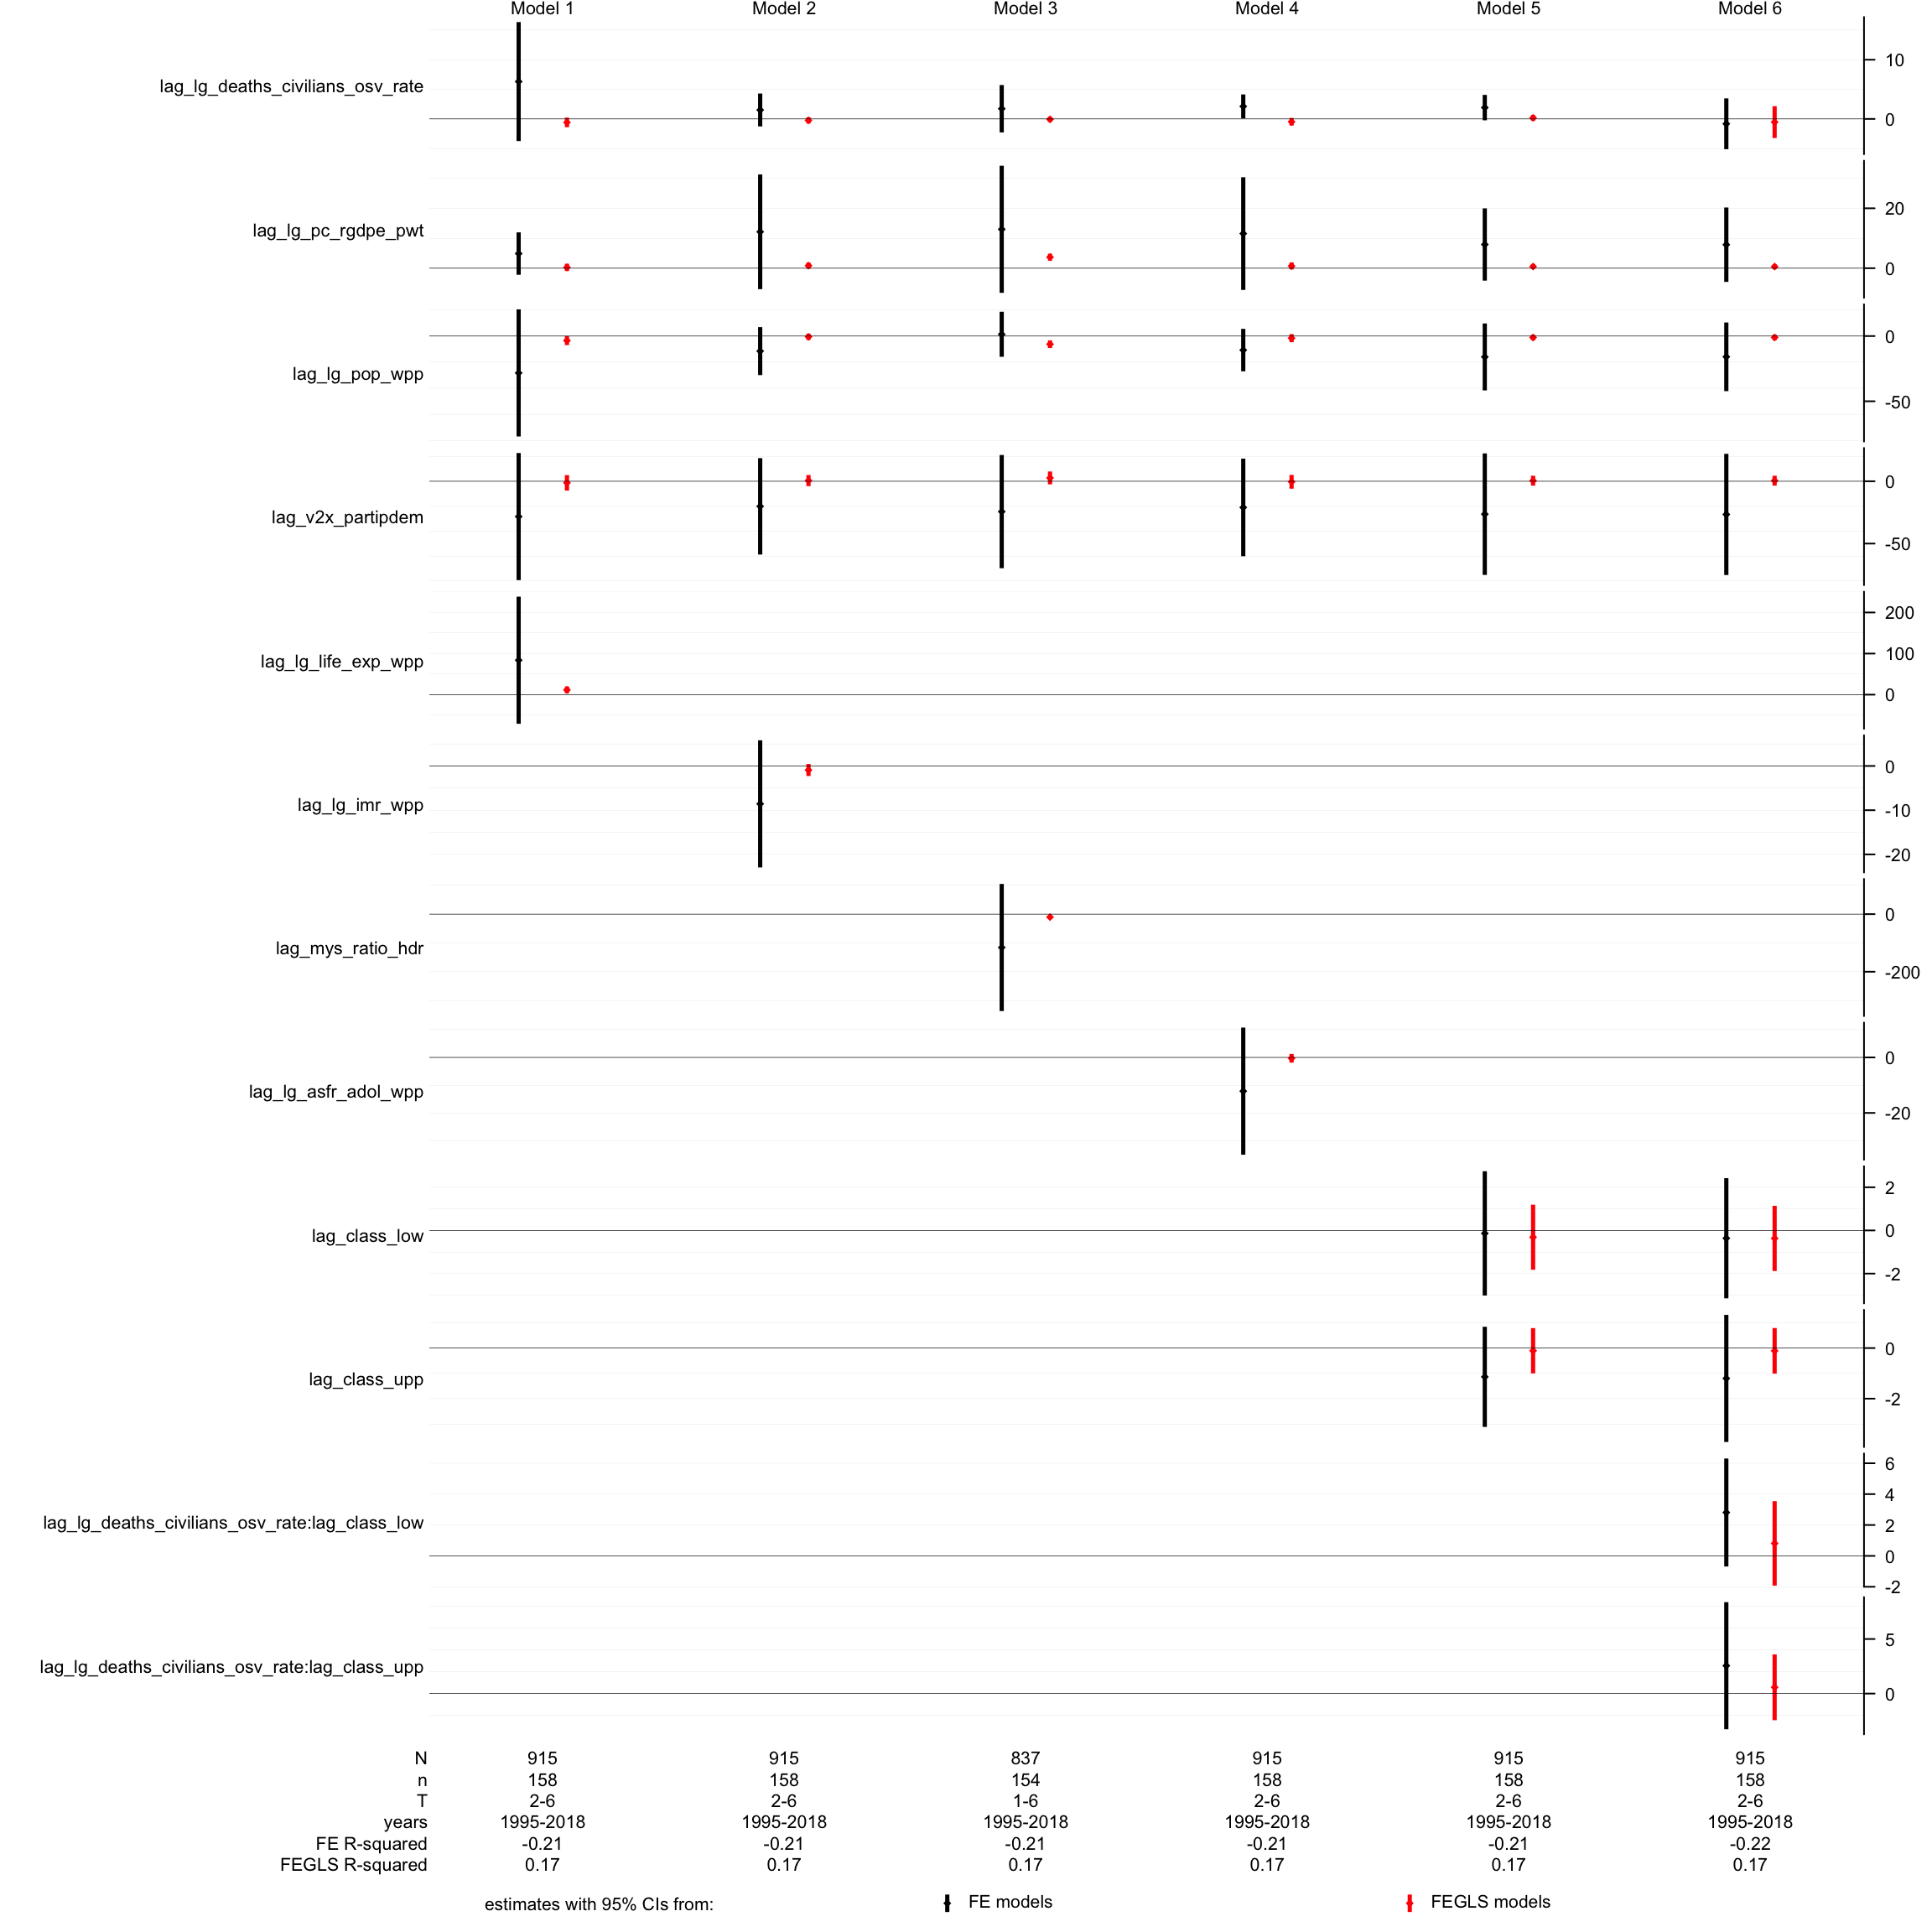 Model 1 Model 2 Model 3 Model 4 Model 5 Model 6
lag_lg_deaths_civilians_osv_rate
10
0
lag_lg_pc_rgdpe_pwt
20
0
lag_lg_pop_wpp
0
-50
lag_v2x_partipdem
0
-50
lag_lg_life_exp_wpp
200
100
0
lag_lg_imr_wpp
0
-10
-20
lag_mys_ratio_hdr
0
-200
lag_lg_asfr_adol_wpp
0
-20
lag_class_low
2
0
-2
lag_class_upp
0
-2
lag_lg_deaths_civilians_osv_rate:lag_class_low
6
4
2
0
-2
lag_lg_deaths_civilians_osv_rate:lag_class_upp
5
0
N 915 915 837 915 915 915
n 158 158 154 158 158 158
T 2-6 2-6 1-6 2-6 2-6 2-6
years 1995-2018 1995-2018 1995-2018 1995-2018 1995-2018 1995-2018
FE R-squared -0.21 -0.21 -0.21 -0.21 -0.21 -0.22
FEGLS R-squared 0.17 0.17 0.17 0.17 0.17 0.17
estimates with 95% CIs from: FE models FEGLS models